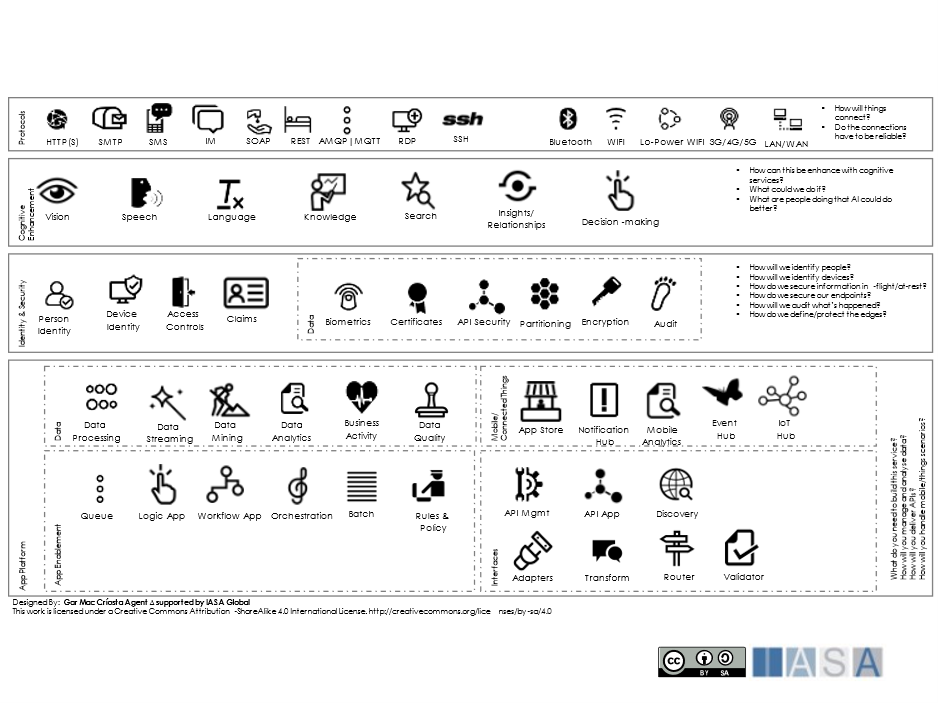 Protocols
HTTP(S)
SMTP
SMS
IM
SOAP
REST
AMQP|MQTT
RDP
ssh
SSH
Bluetooth
WIFI
Lo-Power WIFI
3G/4G/5G
LAN/WAN
• How will things
connect?
• Do the connections
have to be reliable?
Cognitive
Enhancement
Vision
Speech
Language
Knowledge
Search
Insights/
Relationships
Decision -making
• How can this be enhance with cognitive
services?
• What could we do if?
• What are people doing that AI could do
better?
Identity & Security
Person
Identity
Device
Identity
Access
Controls
Claims
Data
Biometrics
Certificates
API Security
Partitioning
Encryption
Audit
• How will we identify people?
• How will we identify devices?
• How do we secure information in -flight/at-rest?
• How do we secure our endpoints?
• How will we audit what's happened?
• How do we define/protect the edges?
App Platform
Data
Data
Processing
Data
Streaming
Data
Mining
Data
Analytics
Business
Activity
Data
Quality
Mobile/
Connected Things
App Store
Notification
Hub
Mobile
Analytics
Event
Hub
IoT
Hub
App Enablement
Queue
Logic App
Workflow App
Orchestration
Batch
Rules &
Policy
Interfaces
API Mgmt
API App
Discovery
Adapters
Transform
Router
Validator
What do you need to build this service?
How will you manage and analyse data?
How will you deliver APIs?
How will you handle mobile/things scenarios?
Designed By: Gar Mac Críosta Agent Δ supported by IASA Global
This work is licensed under a Creative Commons Attribution -ShareAlike 4.0 International License. http://creativecommons.org/lice nses/by-sa/4.0
cc
BY SA
IASA